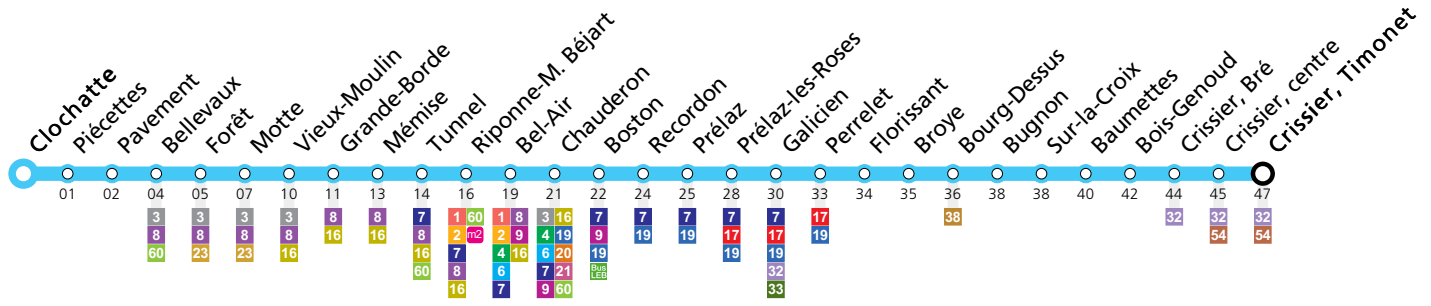 Clochatte
Piécettes
Pavement
Bellevaux
Forêt
Motte
Vieux-Moulin
Grande-Borde
Mémise
Tunnel
Riponne-M. Béjart
Bel-Air
Chauderon
Boston
Recordon
Prélaz
Prélaz-les-Roses
Galicien
Perrelet
Florissant
Broye
Bourg-Dessus
Bugnon
Sur-la-Croix
Baumettes
Bois-Genoud
Crissier, Bré
Crissier, centre
Crissier, Timonet
01 02 04 05 07 10 11 13 14 16 19 21 22 24 25 28 30 33 34 35 36 38 38 40 42 44 45 47
3 3 3 3 8 8 7 1 60 1 8 3 16 7 7 7 7 7 17 38 32 32 32
8 8 8 8 16 16 8 2 m2 2 9 4 19 9 19 19 17 17 19 54 54
60 23 23 16 16 7 4 16 6 20 19 19 19
60 8 6 7 21 Bus LEB 32
16 7 9 60 33